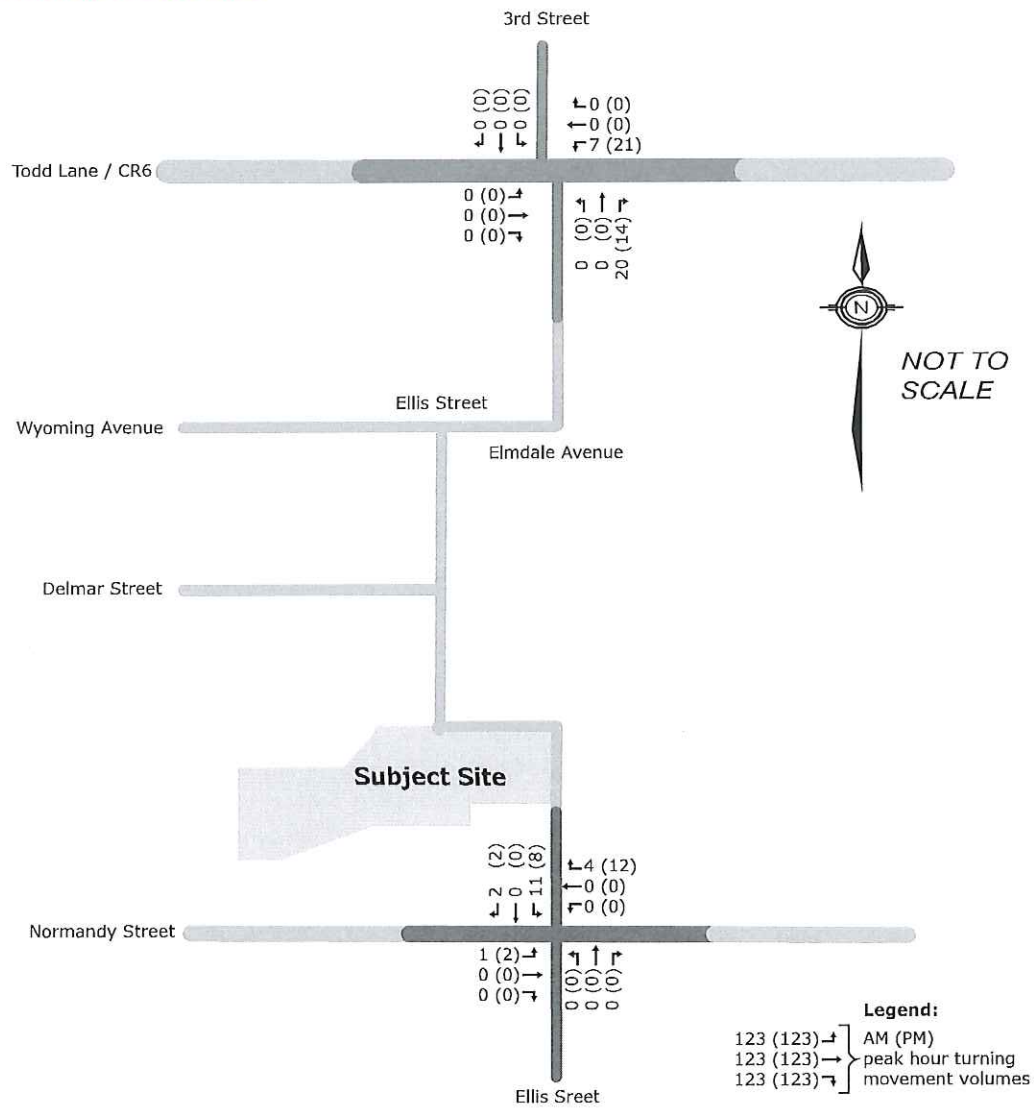 3rd Street
0 (0)
0 (0)
0 (0)
0 (0)
0 (0)
7 (21)
Todd Lane / CR6
0 (0)
0 (0)
0 (0)
0 (0)
0 (0)
20 (14)
N
NOT TO
SCALE
Ellis Street
Wyoming Avenue
Elmdale Avenue
Delmar Street
Subject Site
2 (2)
0 (0)
11 (8)
4 (12)
0 (0)
0 (0)
Normandy Street
1 (2)
0 (0)
0 (0)
0 (0)
0 (0)
0 (0)
Legend:
123 (123) AM (PM)
123 (123) peak hour turning
123 (123) movement volumes
Ellis Sreet